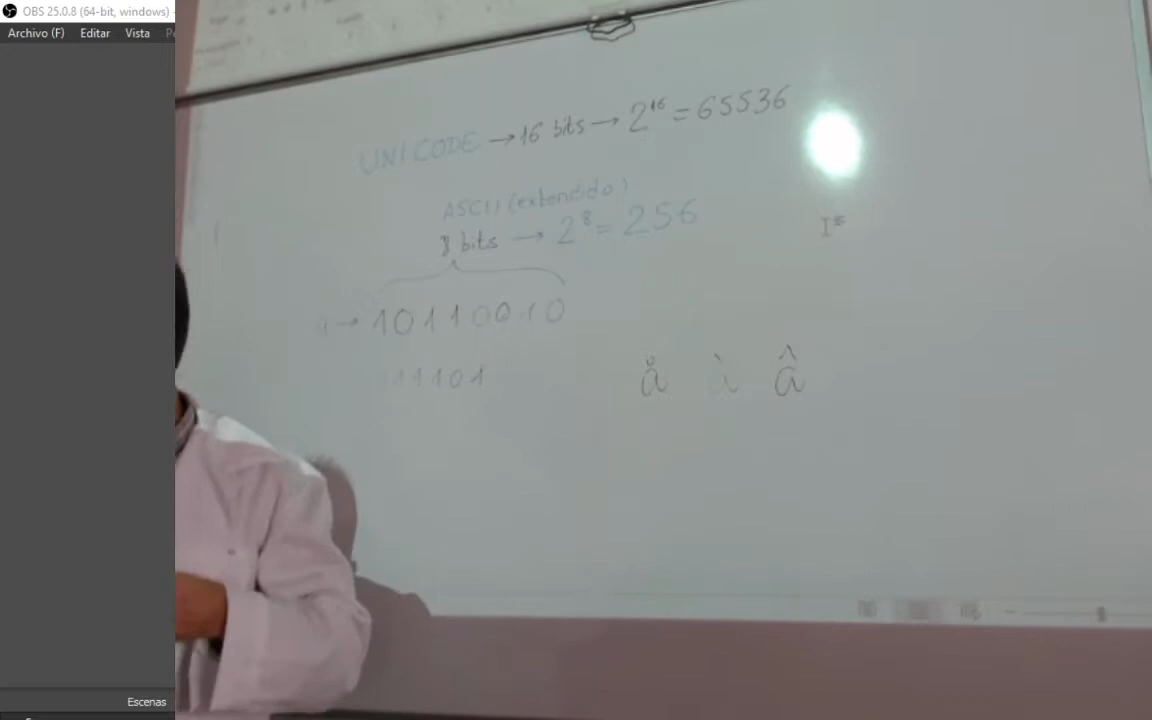 OBS 25.0.8 (64-bit, windows)
Archivo (F) Editar Vista
UNICODE → 16 bits → 2¹⁶ = 65536
ASCII (extendido)
8 bits → 2⁸ = 256
→ 10110010
111101
å à â
Escenas